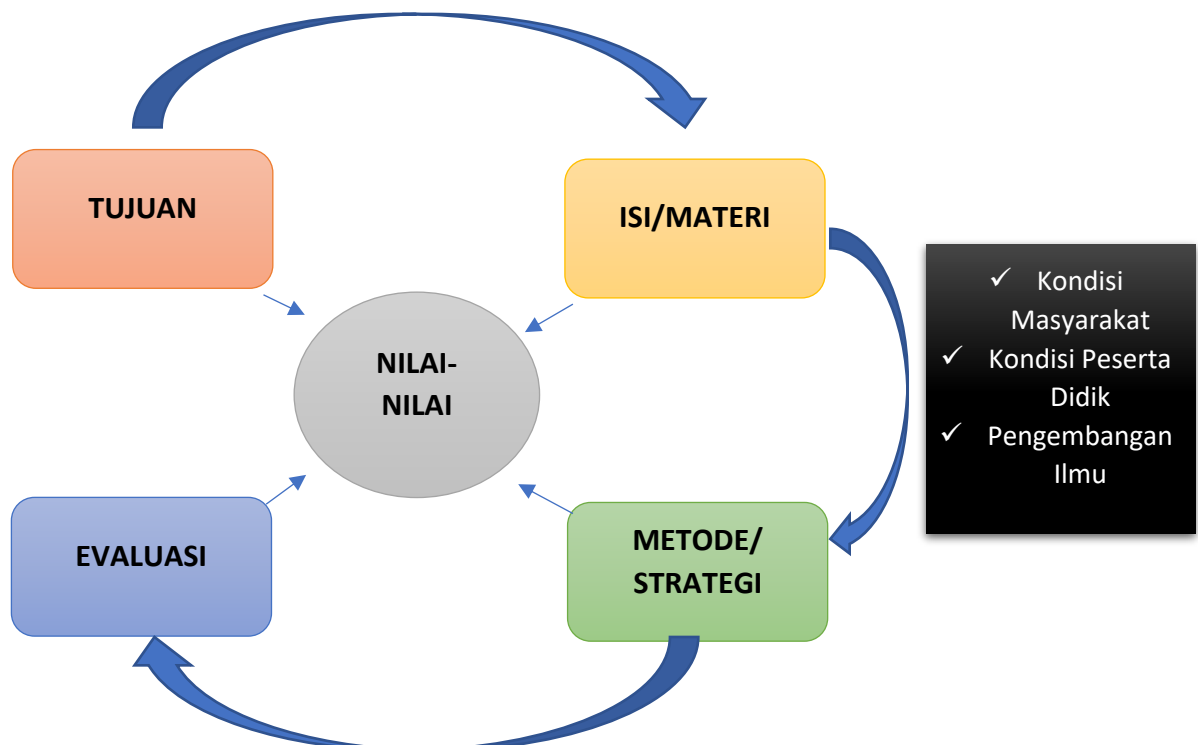 TUJUAN
ISI/MATERI
✓ Kondisi
Masyarakat
✓ Kondisi Peserta
Didik
✓ Pengembangan
Ilmu
NILAI-
NILAI
EVALUASI
METODE/
STRATEGI